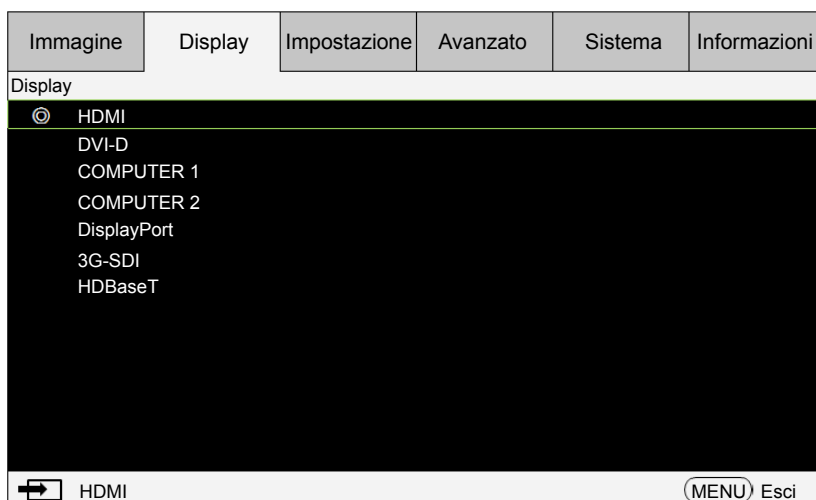 Immagine Display Impostazione Avanzato Sistema Informazioni
Display
HDMI
DVI-D
COMPUTER 1
COMPUTER 2
DisplayPort
3G-SDI
HDBaseT
HDMI MENU Esci